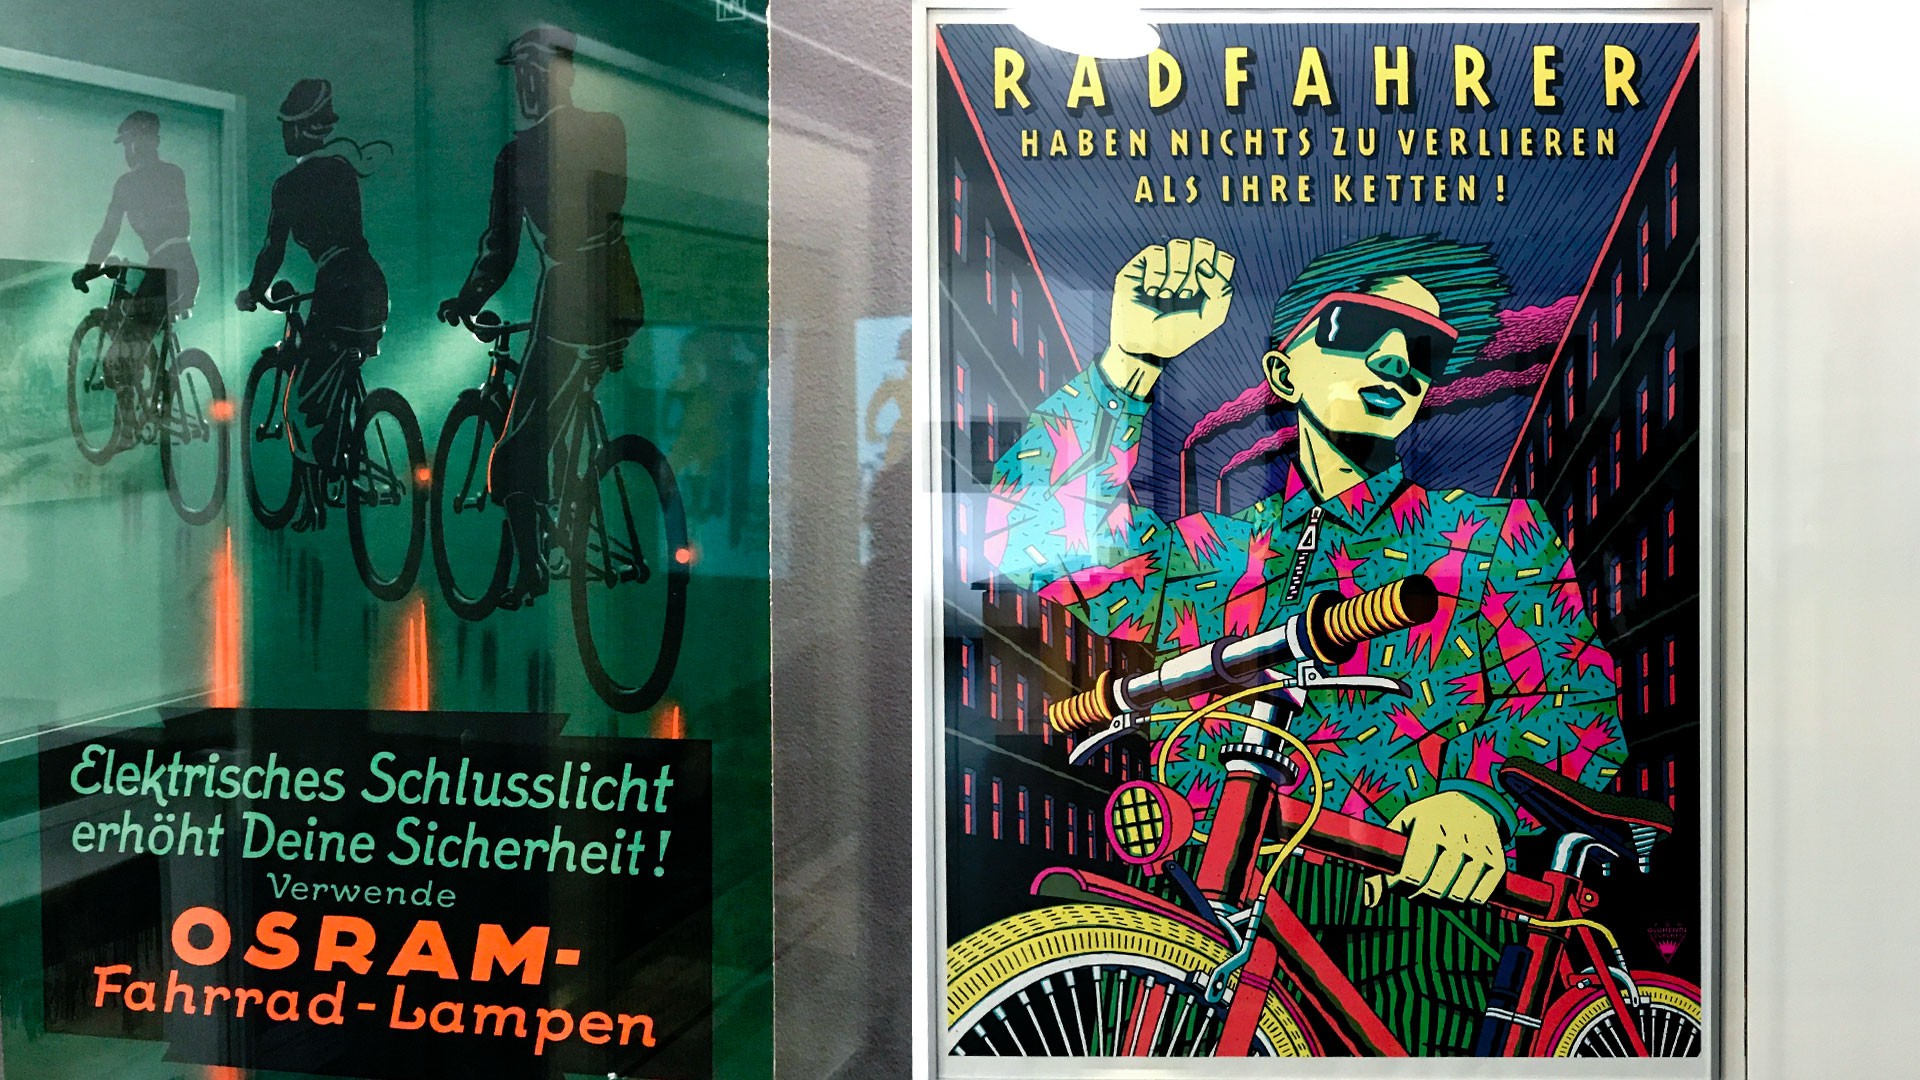 Elektrisches Schlusslicht
erhöht Deine Sicherheit!
Verwende
OSRAM-
Fahrrad-Lampen
RADFAHRER
HABEN NICHTS ZU VERLIEREN
ALS IHRE KETTEN!